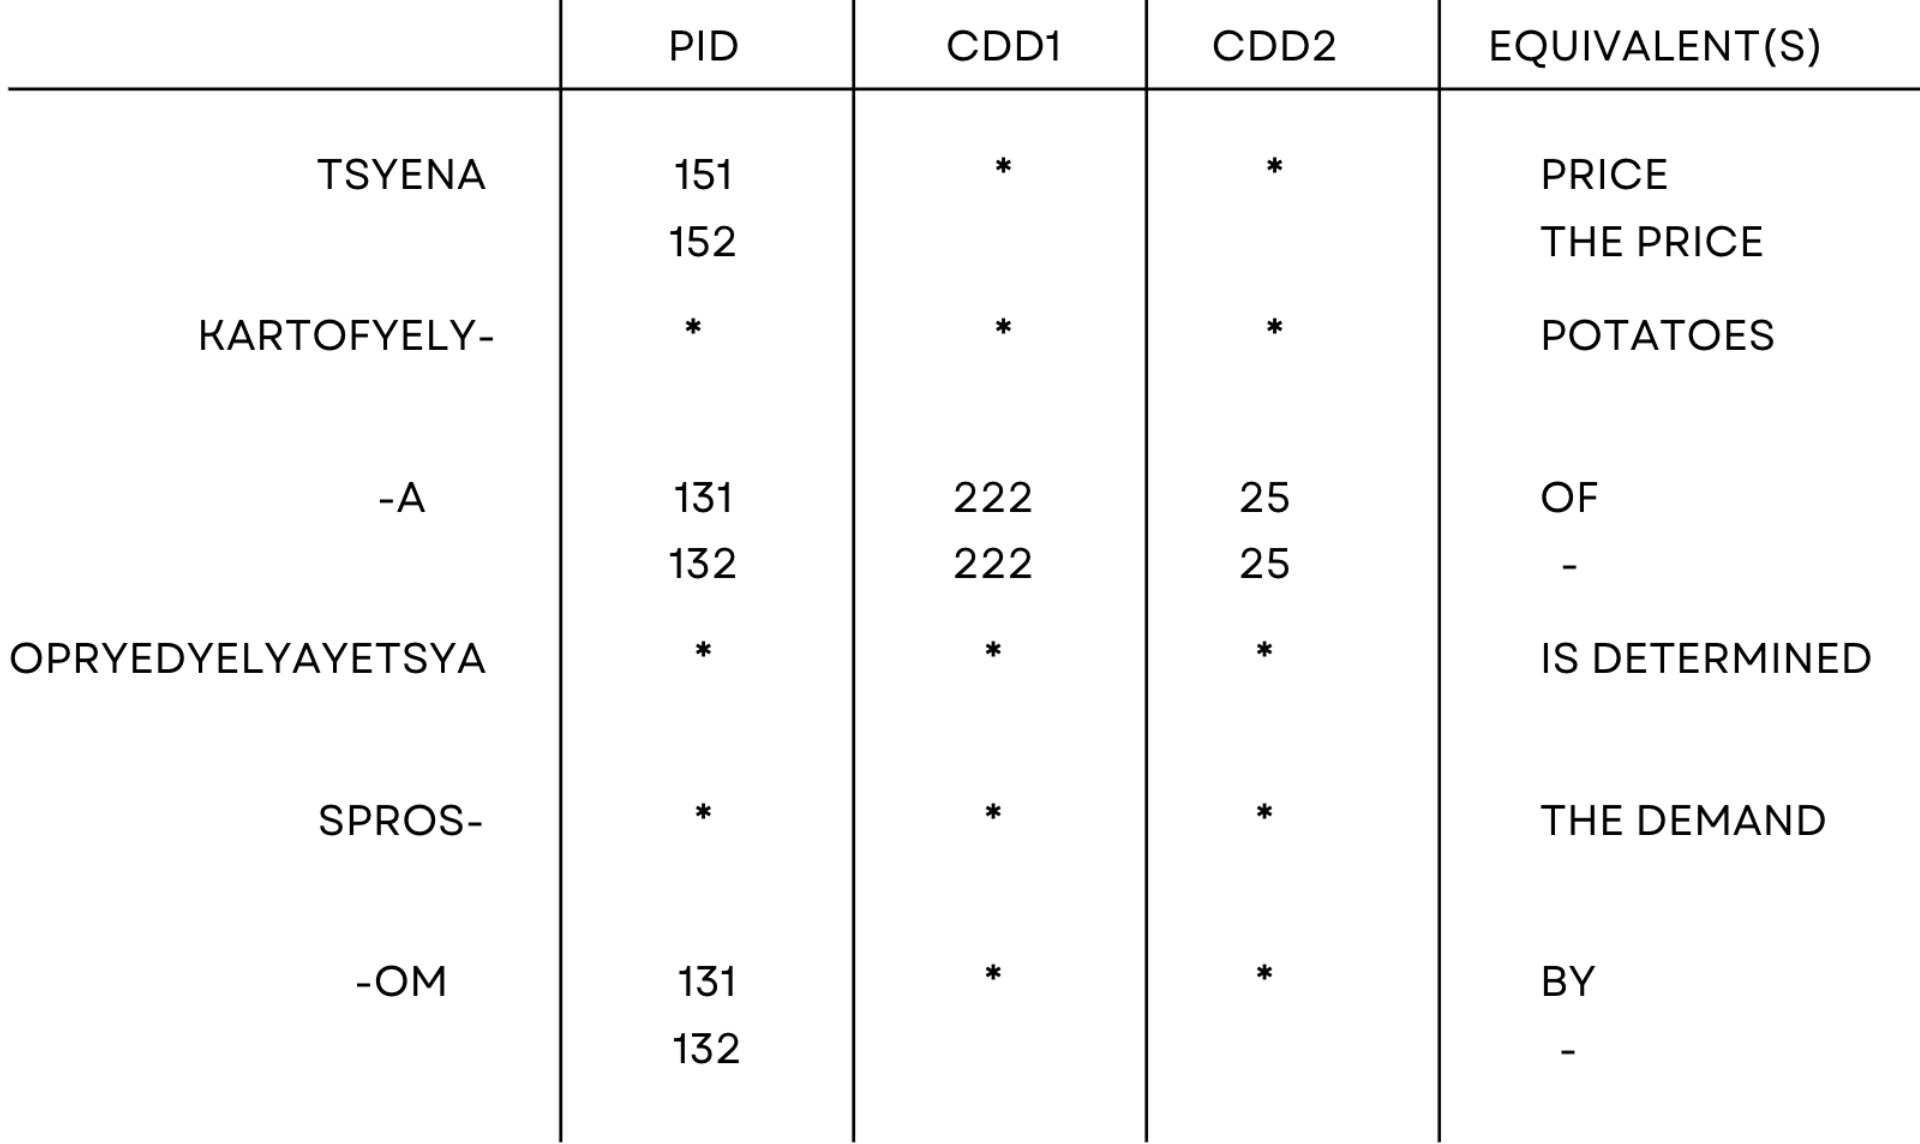 PID CDD1 CDD2 EQUIVALENT(S)
TSYENA 151 * * PRICE
152 THE PRICE
KARTOFYELY- * * * POTATOES
-A 131 222 25 OF
132 222 25 -
OPRYEDYELYAYETSYA * * * IS DETERMINED
SPROS- * * * THE DEMAND
-OM 131 * * BY
132 -